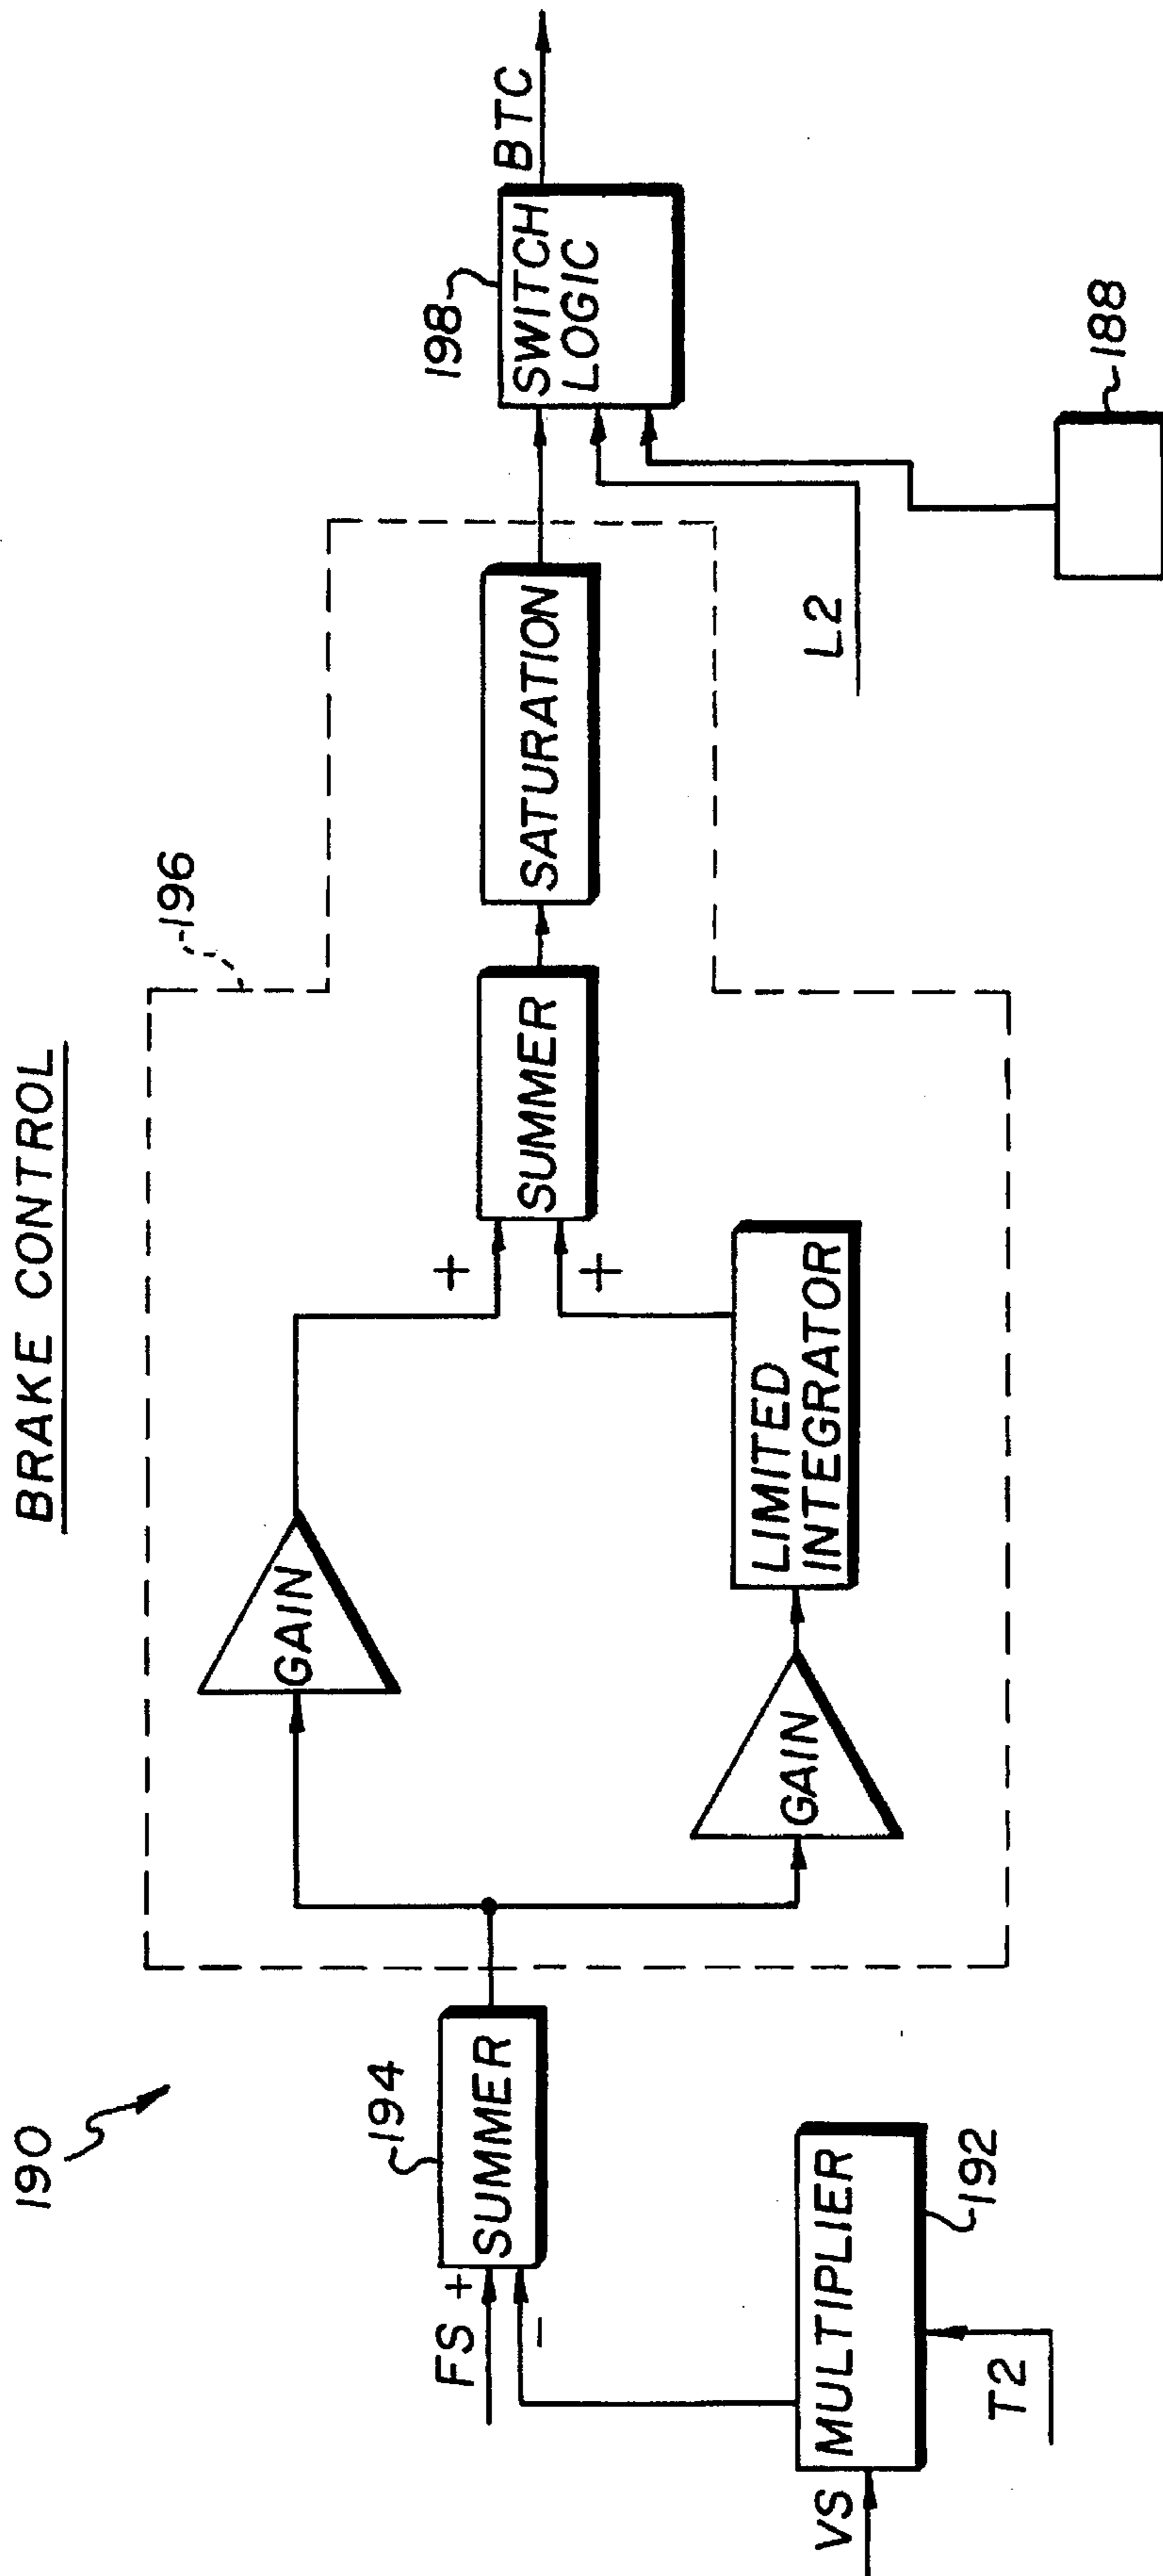 BRAKE CONTROL
190
196
FS
+
−
194
SUMMER
VS
MULTIPLIER
192
T2
GAIN
GAIN
LIMITED
INTEGRATOR
+
+
SUMMER
SATURATION
L2
198
SWITCH
LOGIC
BTC
188